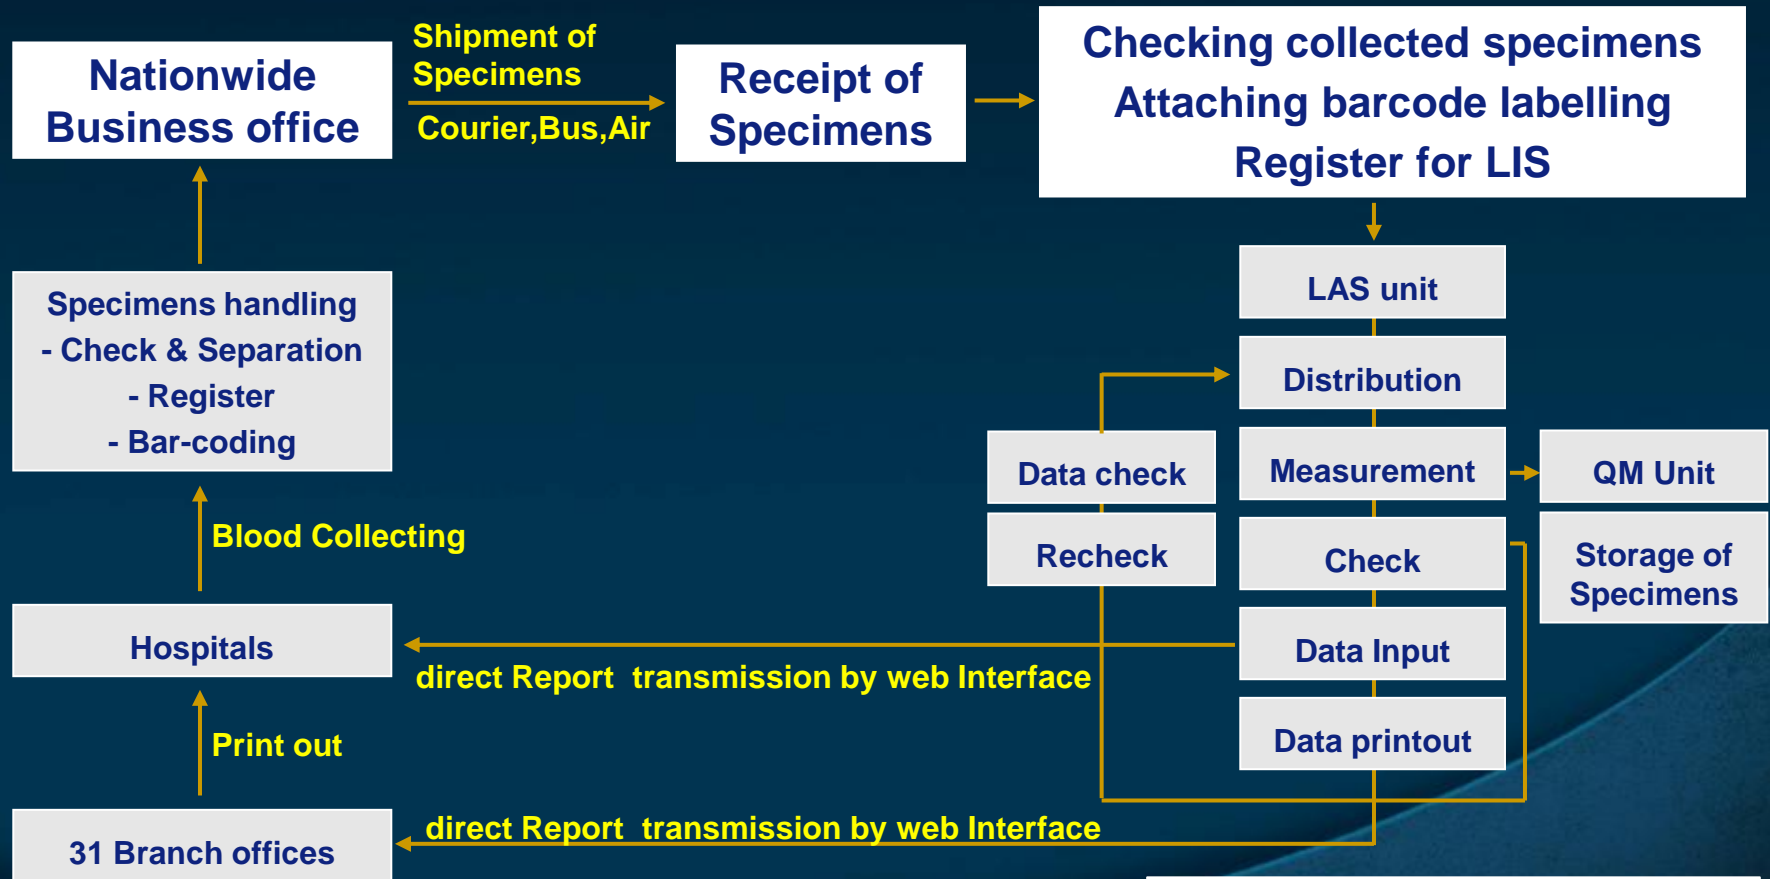 Nationwide
Business office
Shipment of
Specimens
Courier,Bus,Air
Receipt of
Specimens
Checking collected specimens
Attaching barcode labelling
Register for LIS
Specimens handling
- Check & Separation
- Register
- Bar-coding
Blood Collecting
Hospitals
Print out
31 Branch offices
LAS unit
Distribution
Measurement
Check
Data Input
Data printout
Data check
Recheck
QM Unit
Storage of
Specimens
direct Report  transmission by web Interface
direct Report  transmission by web Interface